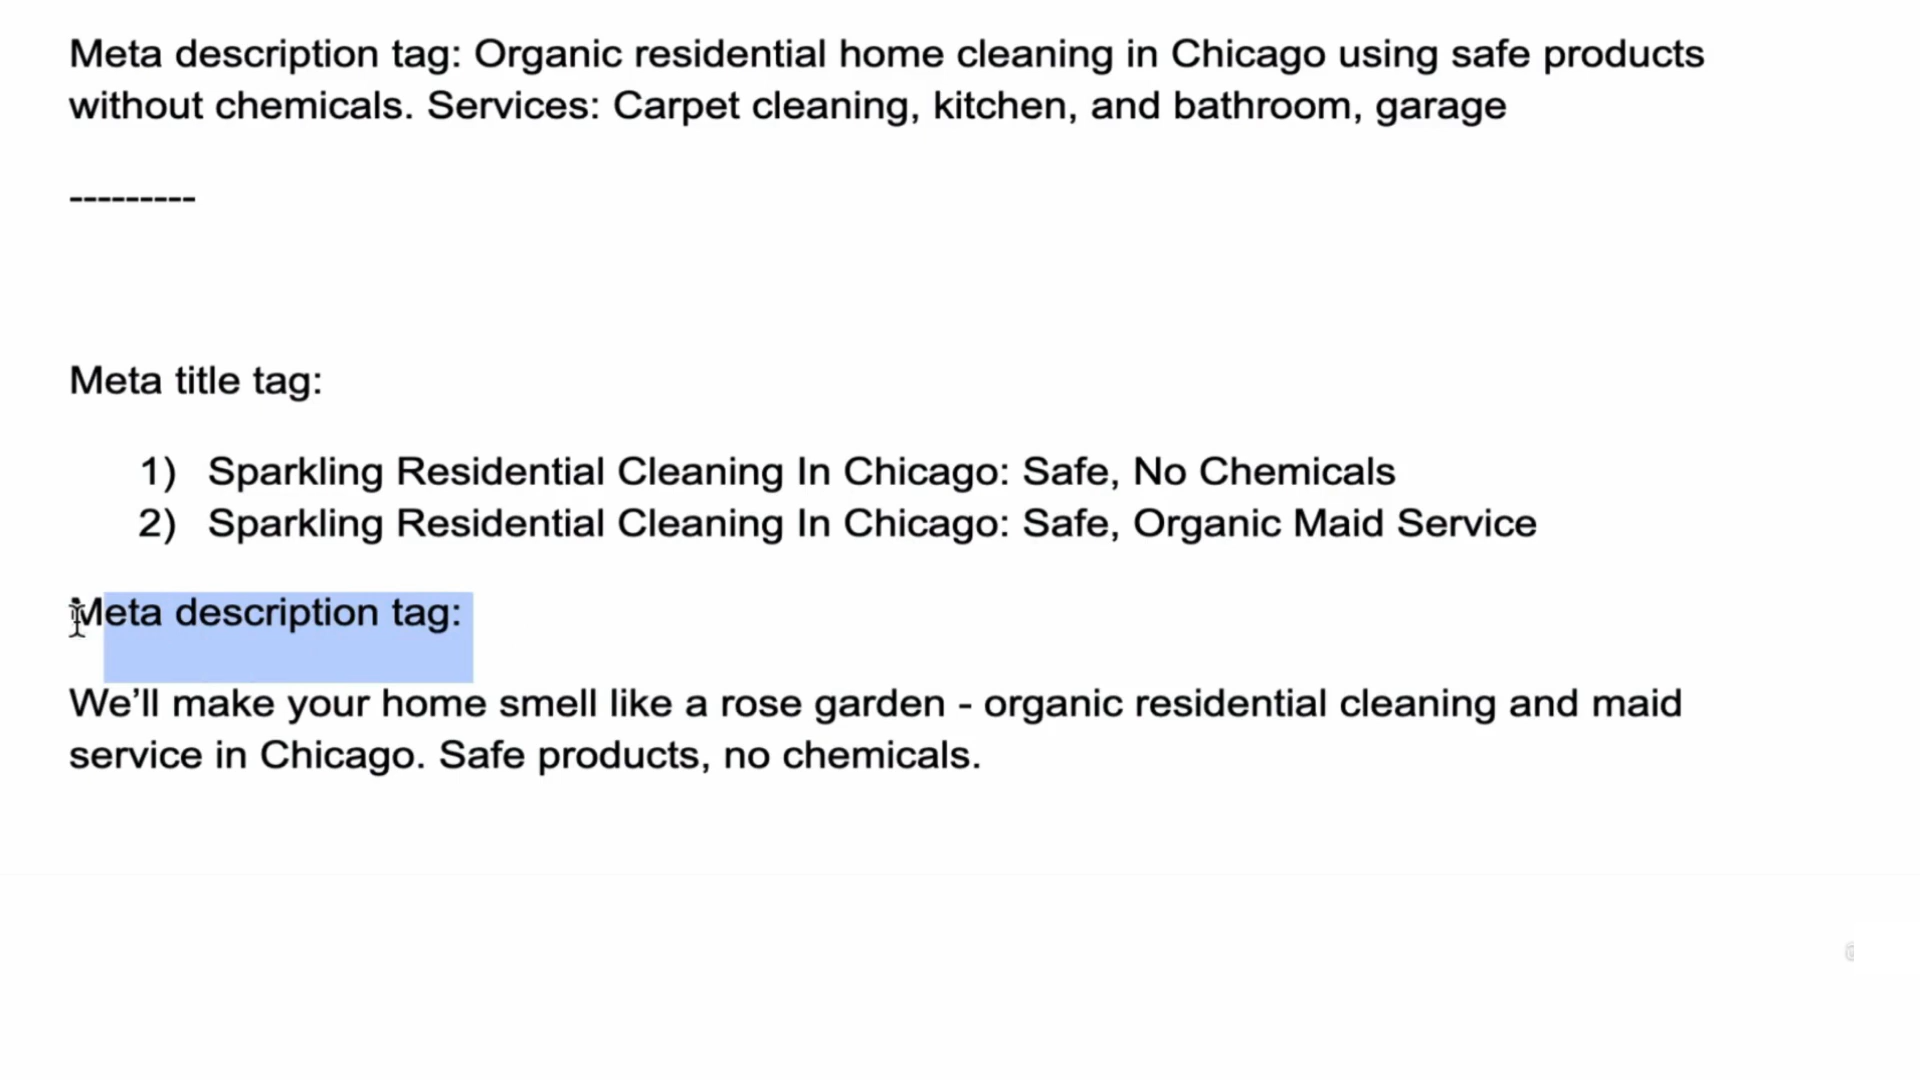 Meta description tag: Organic residential home cleaning in Chicago using safe products
without chemicals. Services: Carpet cleaning, kitchen, and bathroom, garage
---------
Meta title tag:
1) Sparkling Residential Cleaning In Chicago: Safe, No Chemicals
2) Sparkling Residential Cleaning In Chicago: Safe, Organic Maid Service
Meta description tag:
We’ll make your home smell like a rose garden - organic residential cleaning and maid
service in Chicago. Safe products, no chemicals.